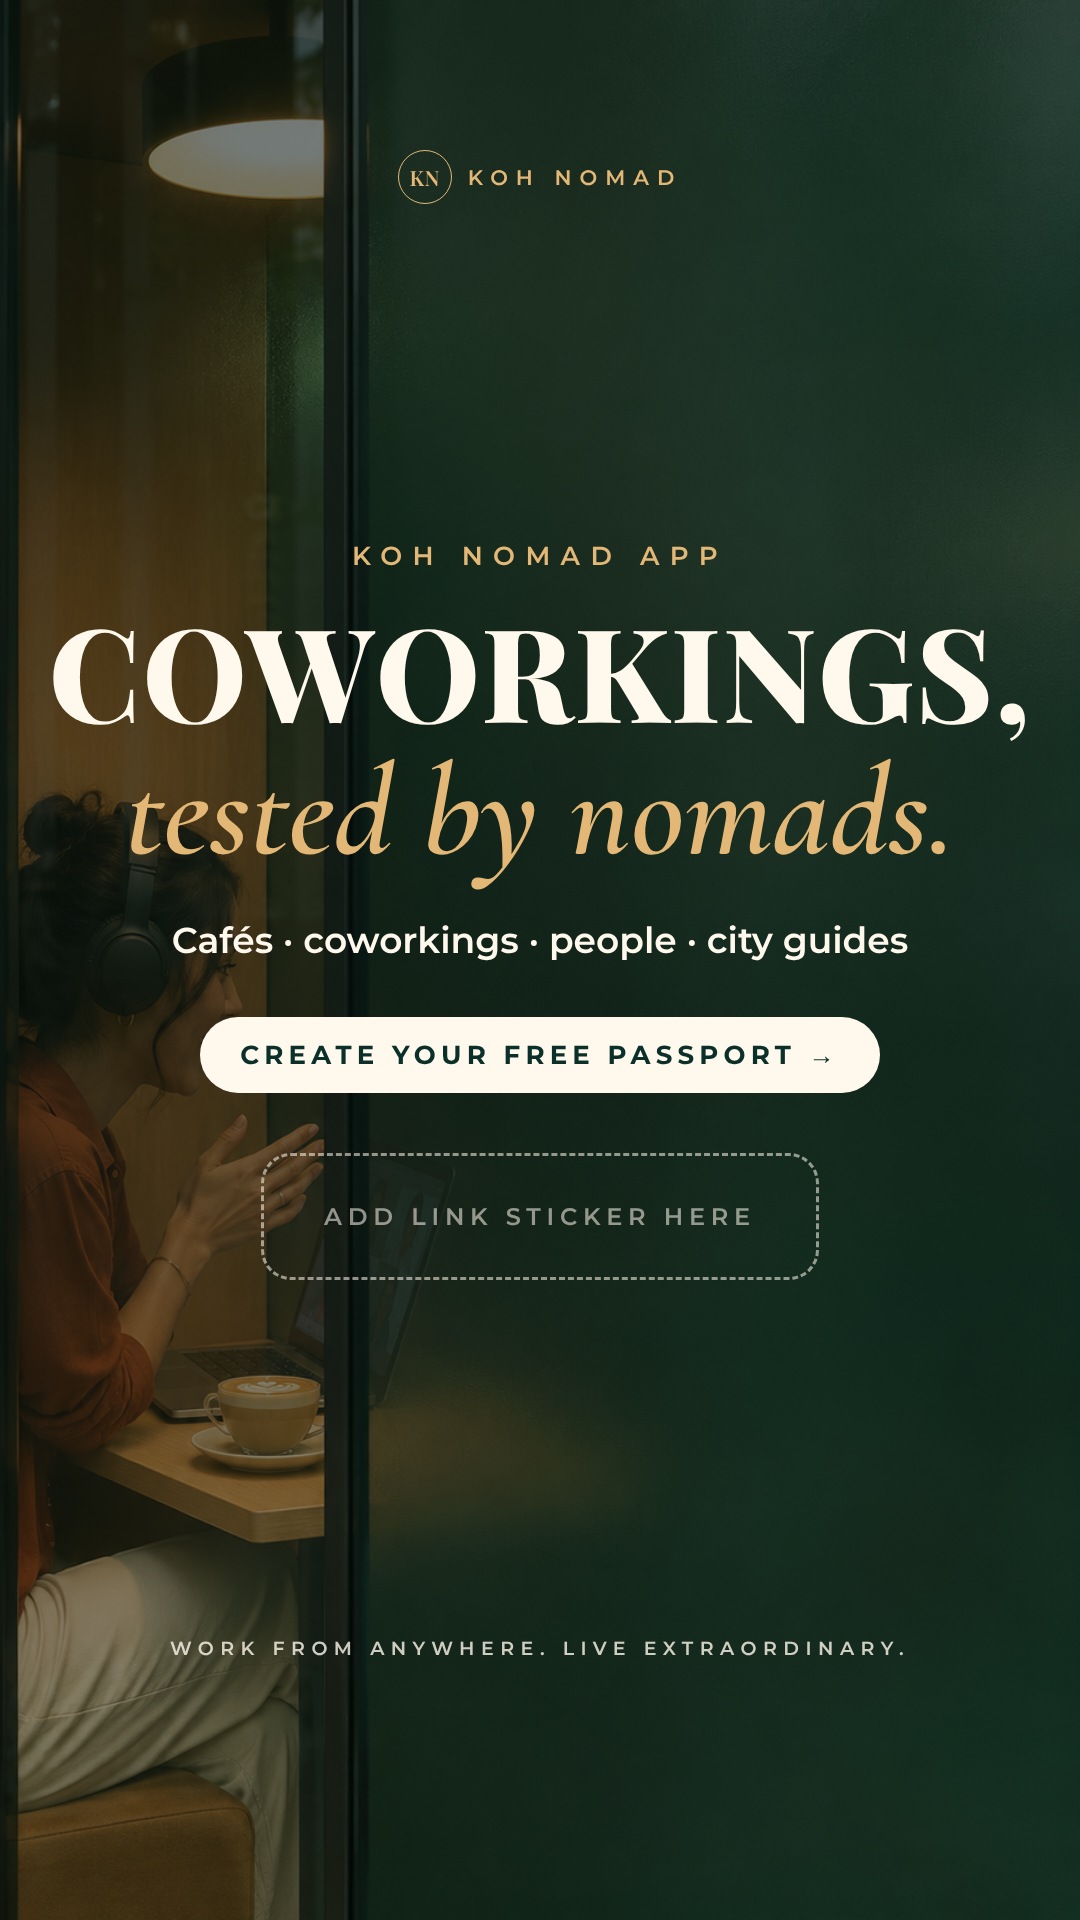 KN KOH NOMAD
KOH NOMAD APP
COWORKINGS,
tested by nomads.
Cafés · coworkings · people · city guides
CREATE YOUR FREE PASSPORT →
ADD LINK STICKER HERE
WORK FROM ANYWHERE. LIVE EXTRAORDINARY.